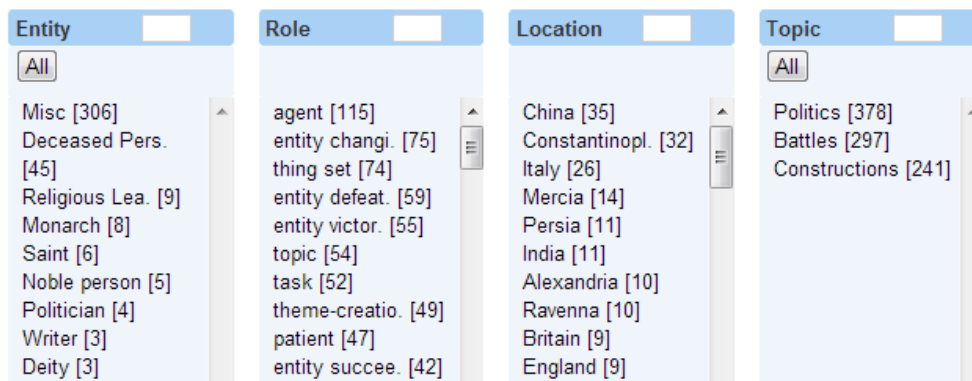 Entity
All
Misc [306]
Deceased Pers.
[45]
Religious Lea. [9]
Monarch [8]
Saint [6]
Noble person [5]
Politician [4]
Writer [3]
Deity [3]
Role
agent [115]
entity changi. [75]
thing set [74]
entity defeat. [59]
entity victor. [55]
topic [54]
task [52]
theme-creatio. [49]
patient [47]
entity succee. [42]
Location
China [35]
Constantinopl. [32]
Italy [26]
Mercia [14]
Persia [11]
India [11]
Alexandria [10]
Ravenna [10]
Britain [9]
England [9]
Topic
All
Politics [378]
Battles [297]
Constructions [241]